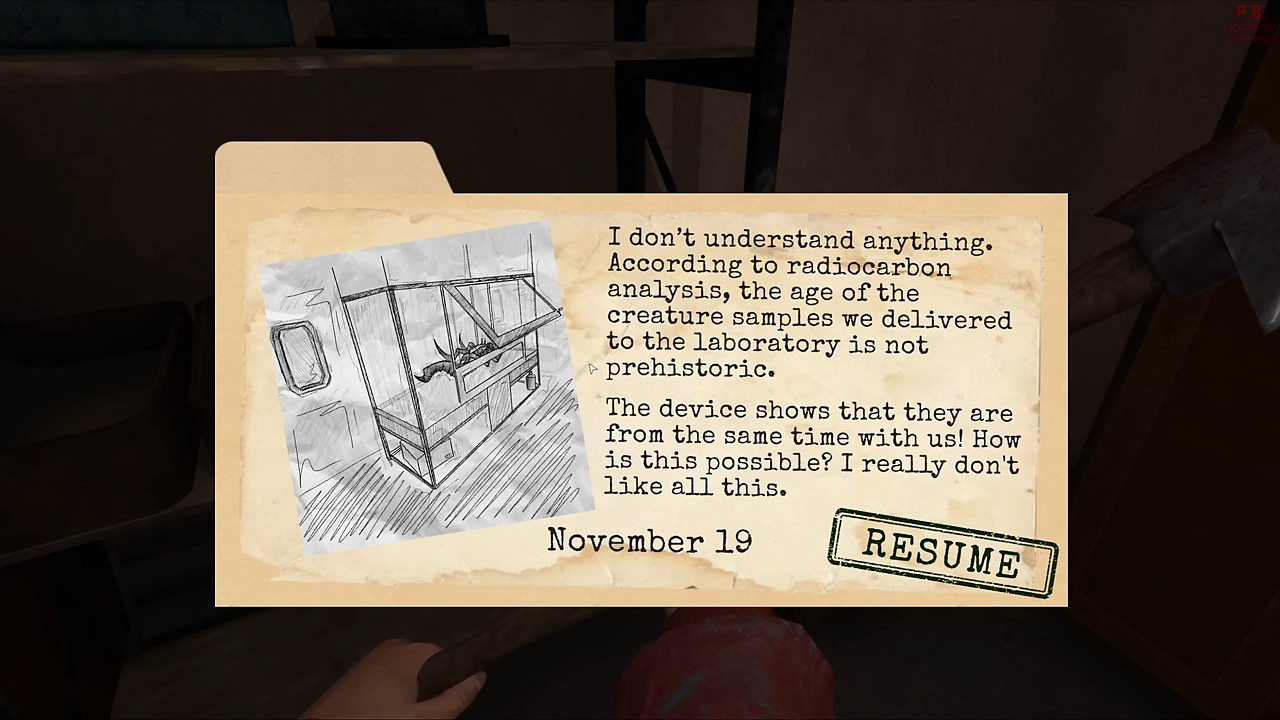 P.B.
HORROR
GAMING
I don't understand anything.
According to radiocarbon
analysis, the age of the
creature samples we delivered
to the laboratory is not
prehistoric.
The device shows that they are
from the same time with us! How
is this possible? I really don't
like all this.
November 19
RESUME